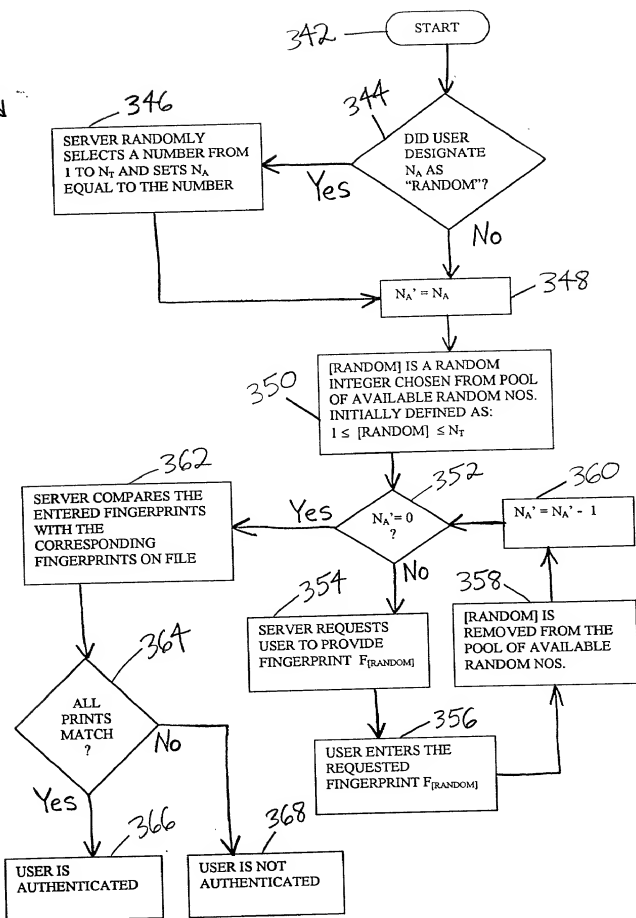 342
START
344
346
SERVER RANDOMLY
SELECTS A NUMBER FROM
1 TO N_T AND SETS N_A
EQUAL TO THE NUMBER
DID USER
DESIGNATE
N_A AS
"RANDOM"?
Yes
No
N_A' = N_A
348
350
[RANDOM] IS A RANDOM
INTEGER CHOSEN FROM POOL
OF AVAILABLE RANDOM NOS.
INITIALLY DEFINED AS:
1 ≤ [RANDOM] ≤ N_T
352
N_A'= 0
?
Yes
No
360
N_A' = N_A' - 1
362
SERVER COMPARES THE
ENTERED FINGERPRINTS
WITH THE
CORRESPONDING
FINGERPRINTS ON FILE
354
SERVER REQUESTS
USER TO PROVIDE
FINGERPRINT F_[RANDOM]
358
[RANDOM] IS
REMOVED FROM THE
POOL OF AVAILABLE
RANDOM NOS.
356
USER ENTERS THE
REQUESTED
FINGERPRINT F_[RANDOM]
364
ALL
PRINTS
MATCH
?
No
Yes
366
USER IS
AUTHENTICATED
368
USER IS NOT
AUTHENTICATED